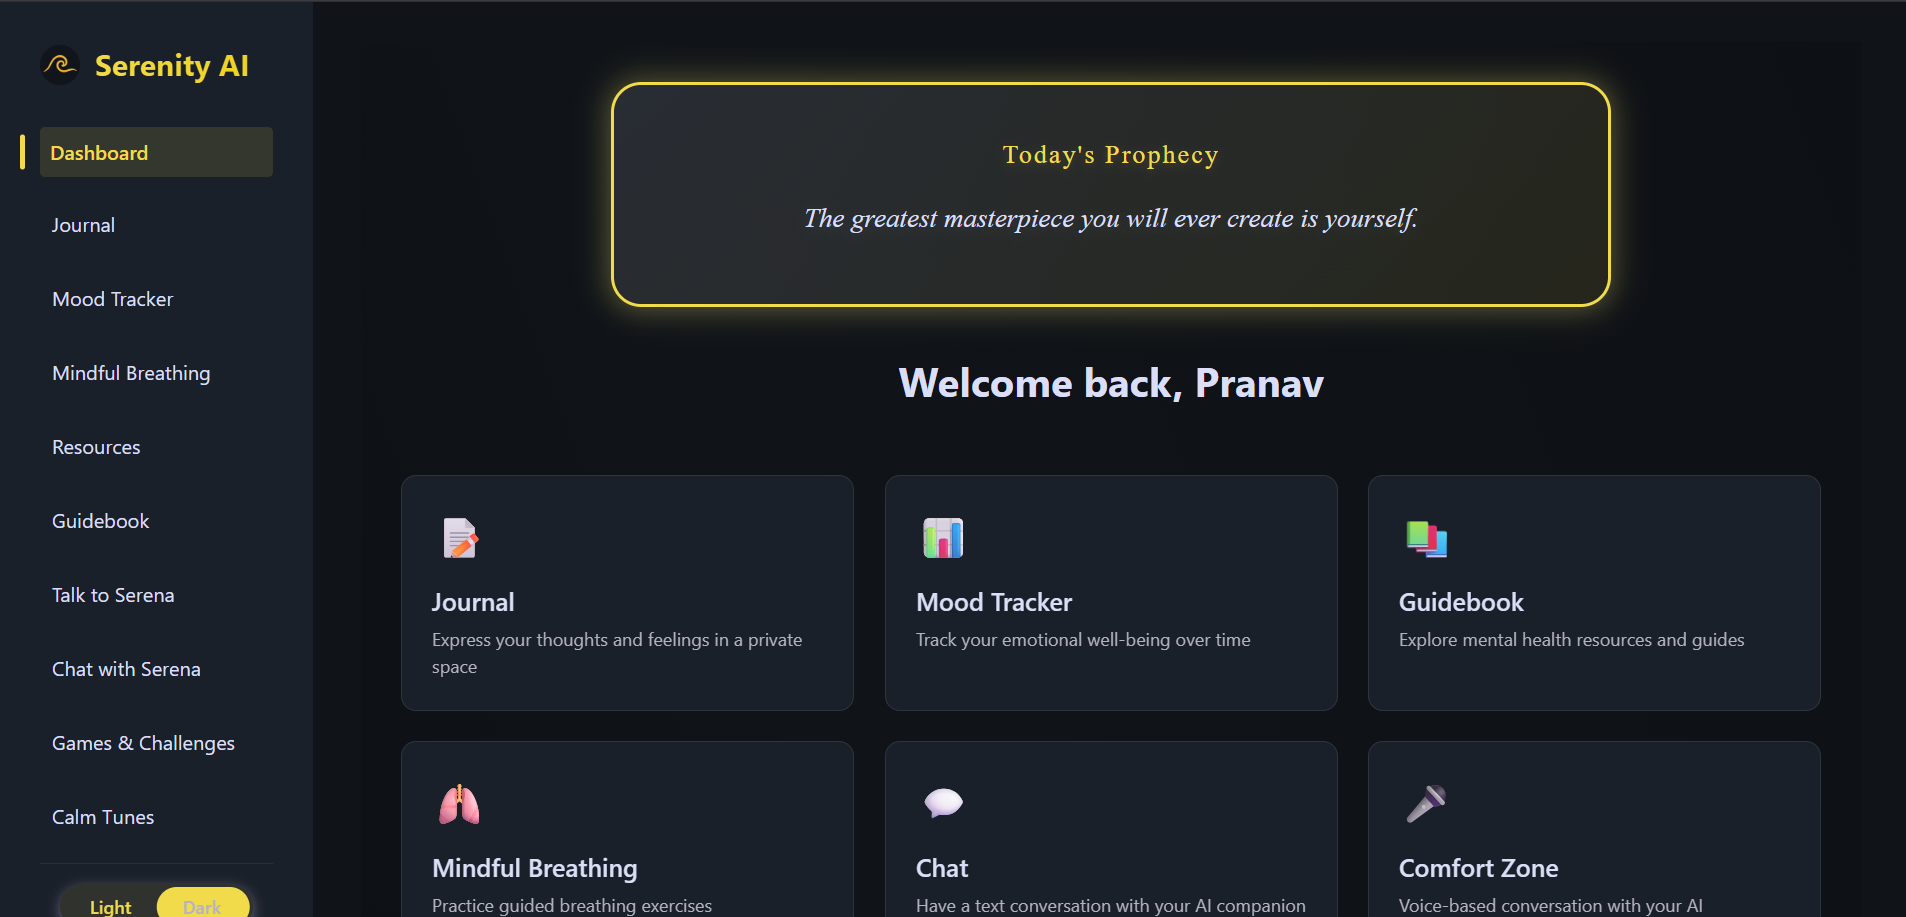 Serenity AI
Dashboard
Journal
Mood Tracker
Mindful Breathing
Resources
Guidebook
Talk to Serena
Chat with Serena
Games & Challenges
Calm Tunes
Light
Dark
Today's Prophecy
The greatest masterpiece you will ever create is yourself.
Welcome back, Pranav
Journal
Express your thoughts and feelings in a private
space
Mood Tracker
Track your emotional well-being over time
Guidebook
Explore mental health resources and guides
Mindful Breathing
Practice guided breathing exercises
Chat
Have a text conversation with your AI companion
Comfort Zone
Voice-based conversation with your AI